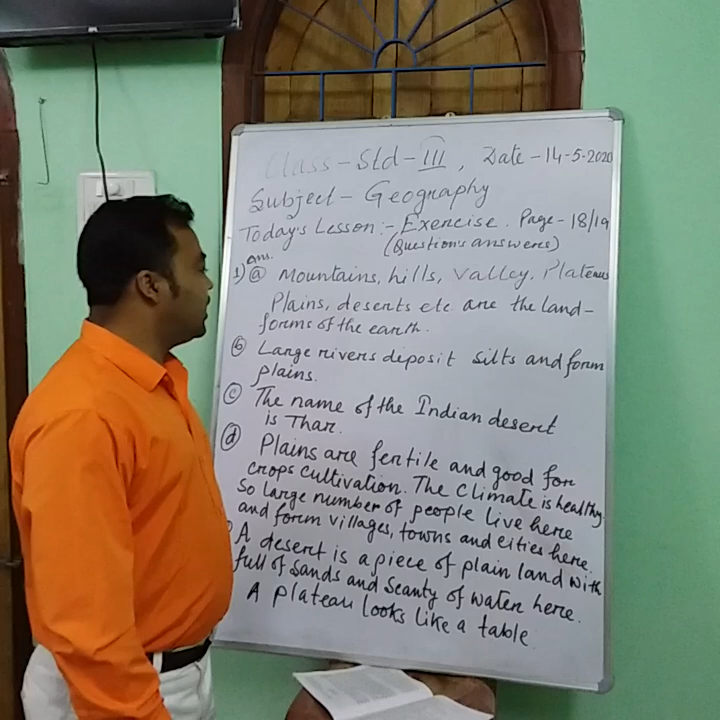 Class - Std - III, Date - 14-5-2020
Subject - Geography
Today's Lesson :- Exercise. Page - 18/19
(Question's answeres)
Ans.
1) (a) Mountains, hills, valley, Plateaus
Plains, deserts etc are the land-
forms of the earth.
(b) Large rivers deposit silts and form
plains.
(c) The name of the Indian desert
is Thar.
(d) Plains are fertile and good for
crops cultivation. The climate is healthy
So large number of people live here
and form villages, towns and cities here.
A desert is a piece of plain land with
full of sands and Scanty of water here.
A plateau looks like a table.